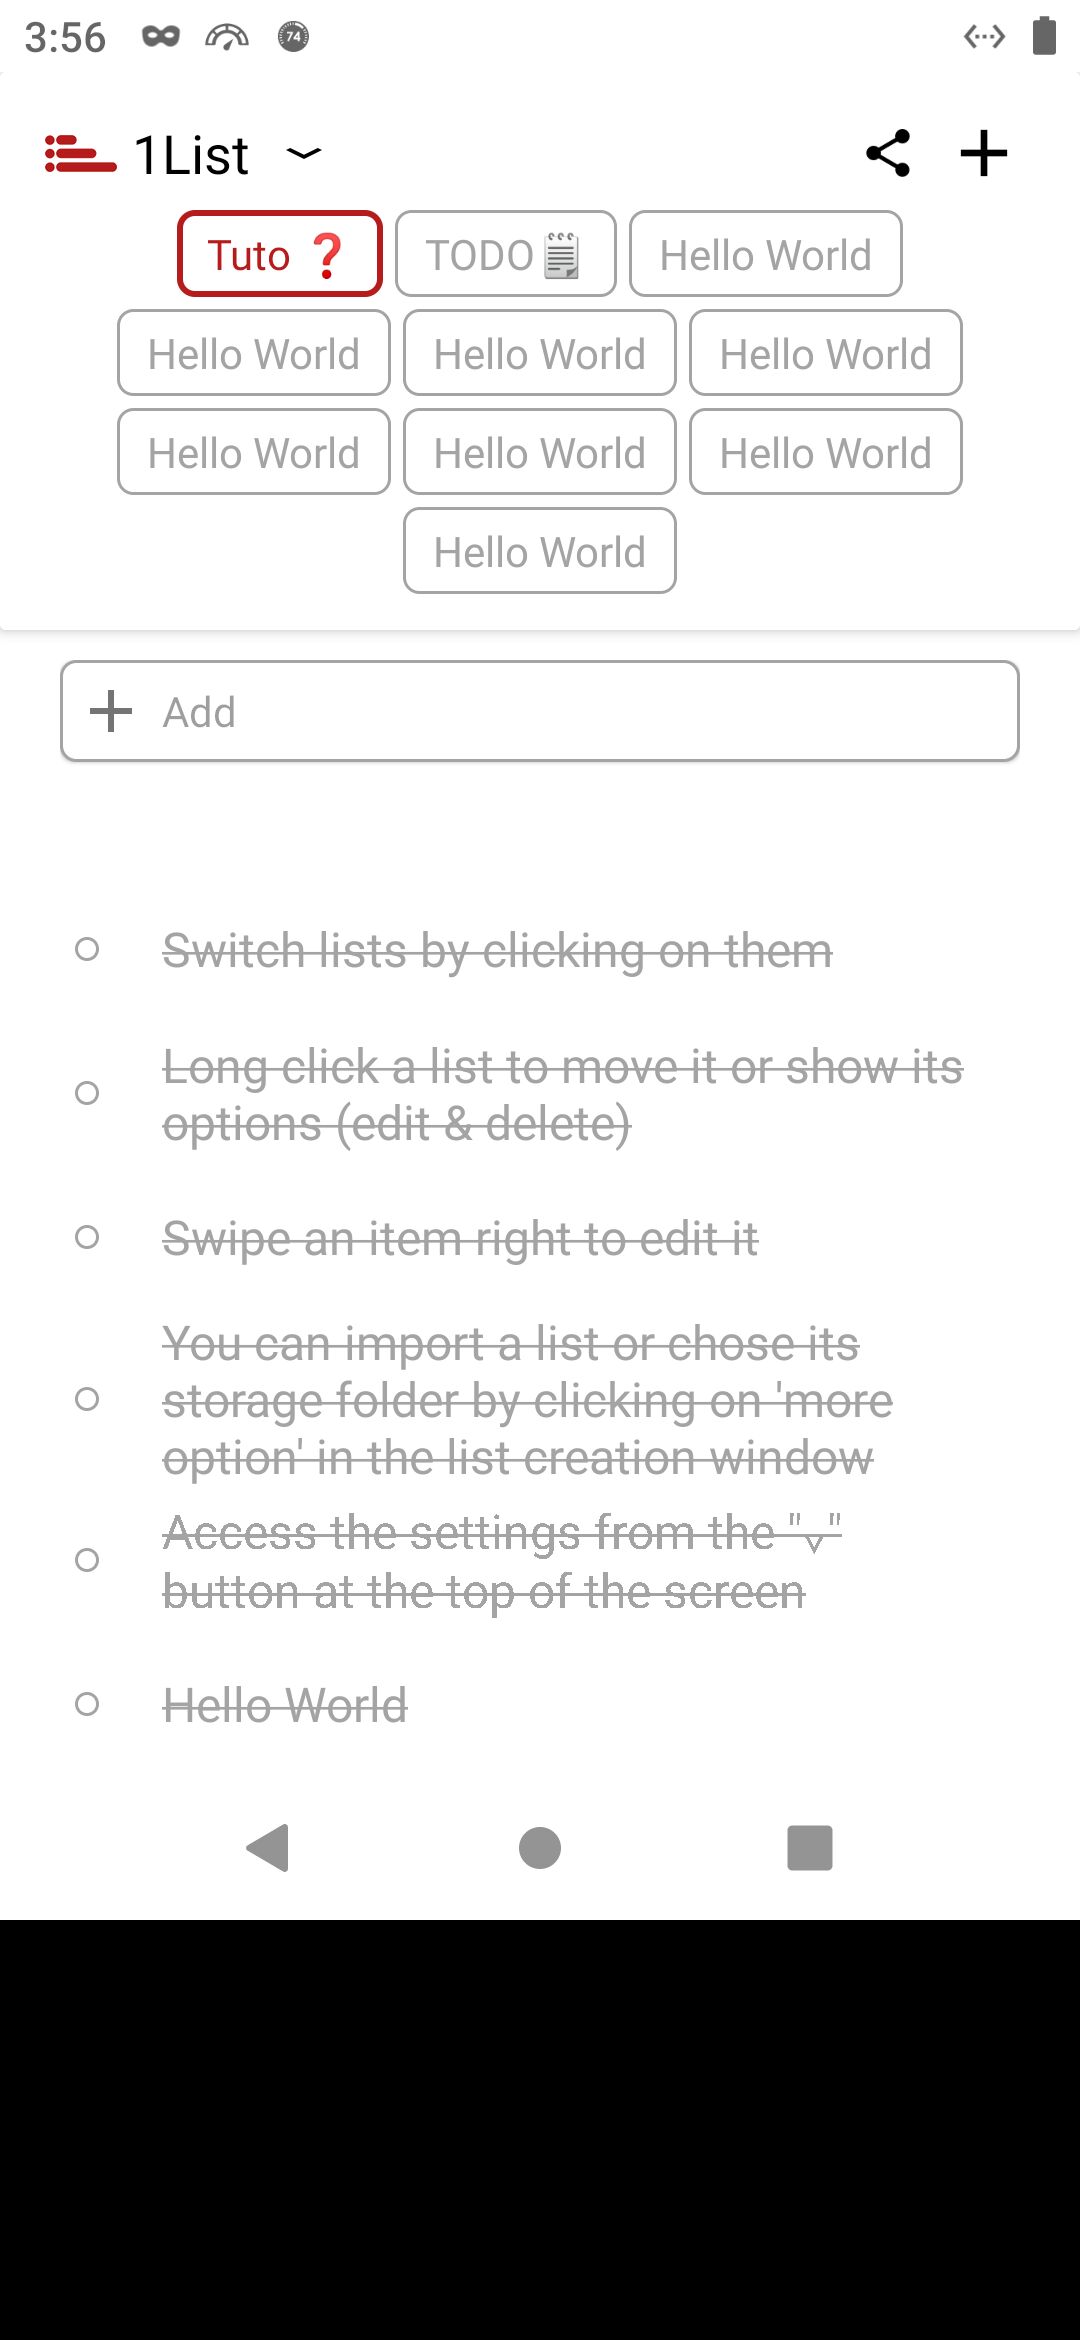 3:56 74
1List
Tuto ❓ TODO🗒️ Hello World
Hello World Hello World Hello World
Hello World Hello World Hello World
Hello World
Add
Switch lists by clicking on them
Long click a list to move it or show its
options (edit & delete)
Swipe an item right to edit it
You can import a list or chose its
storage folder by clicking on 'more
option' in the list creation window
Access the settings from the "⌄"
button at the top of the screen
Hello World